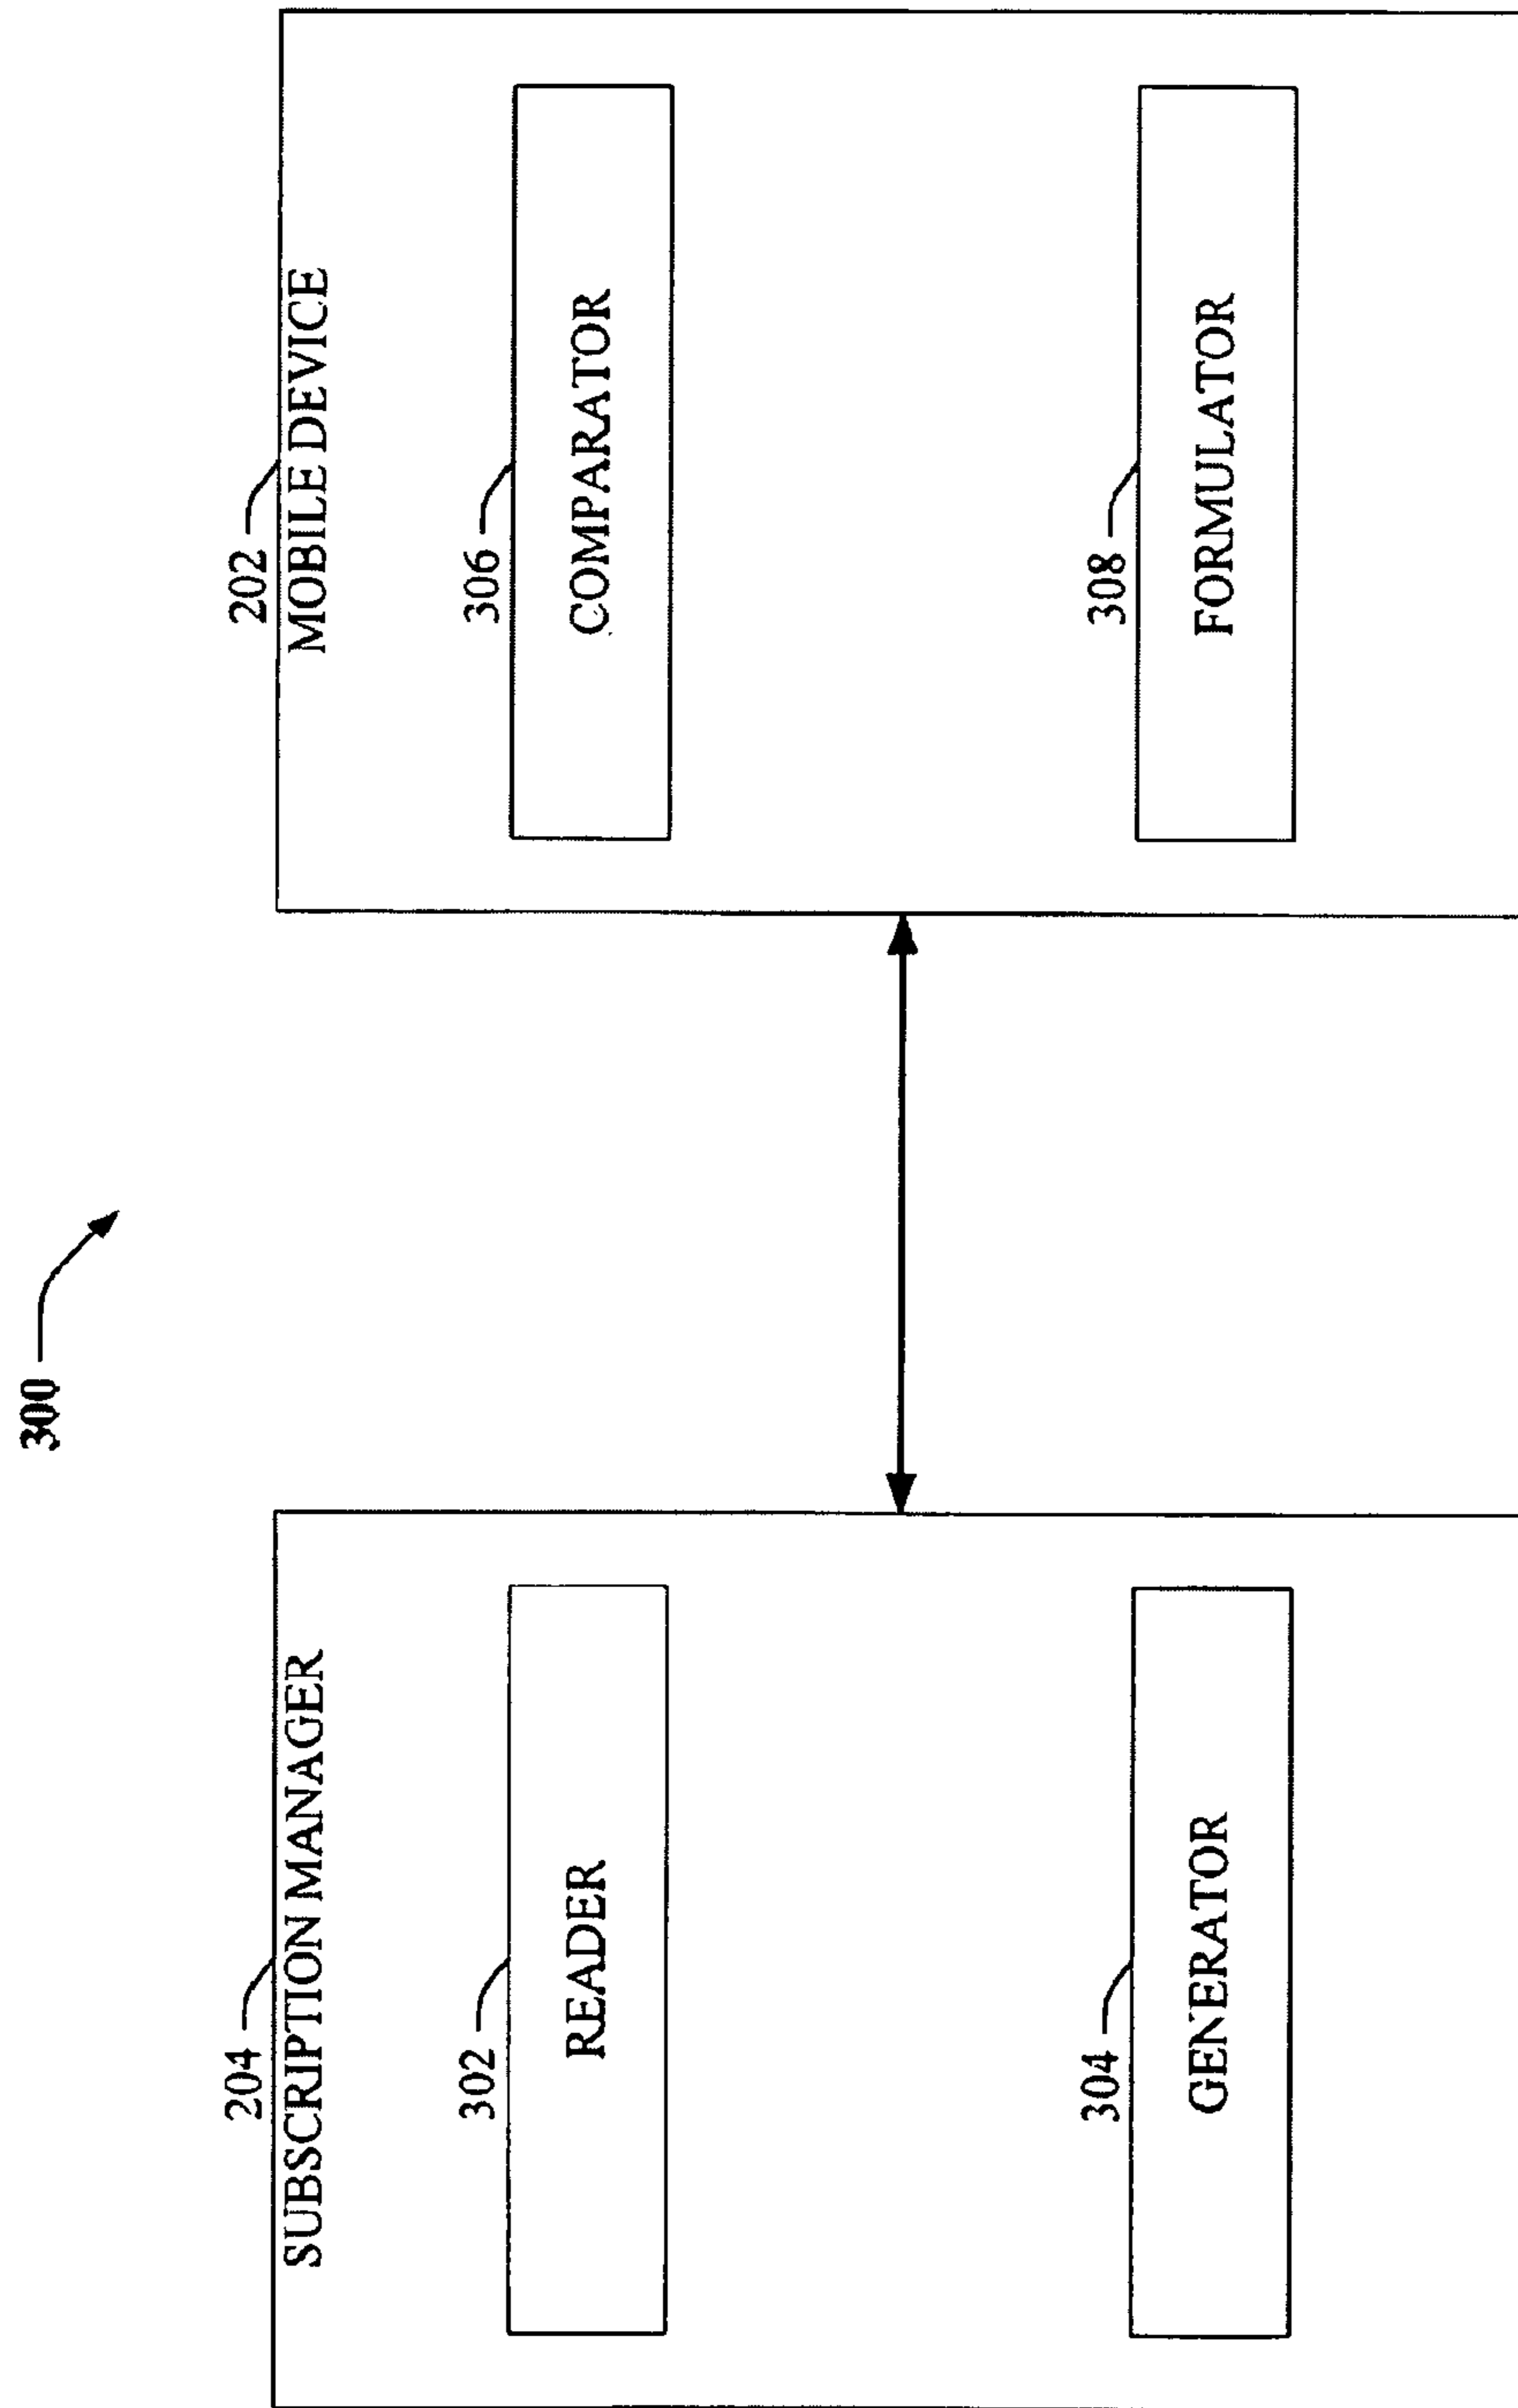 300
204
SUBSCRIPTION MANAGER
302
READER
304
GENERATOR
202
MOBILE DEVICE
306
COMPARATOR
308
FORMULATOR